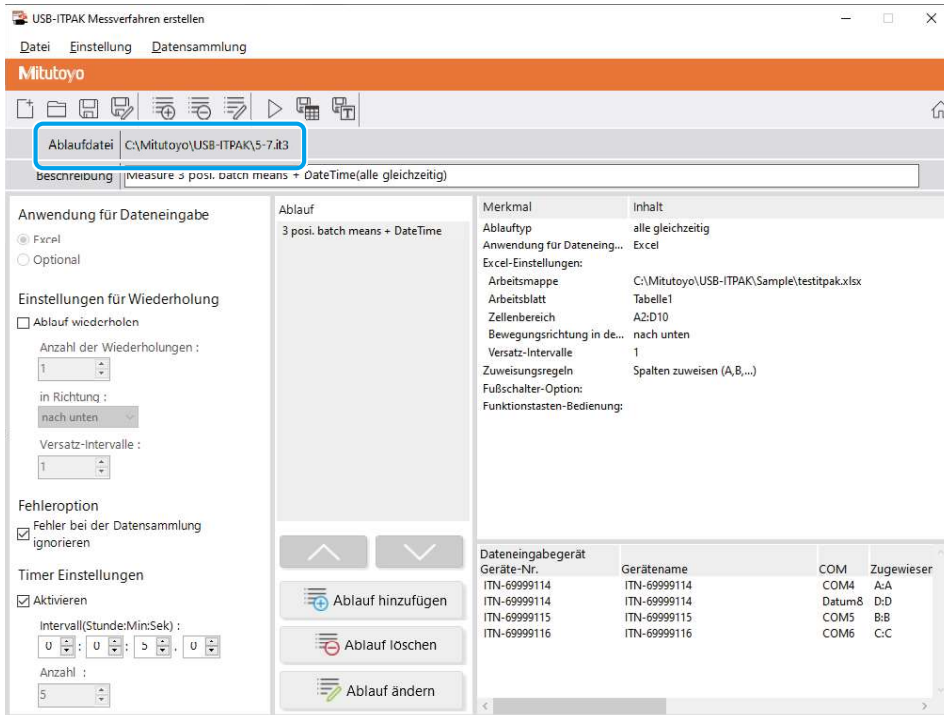 USB-ITPAK Messverfahren erstellen
Datei Einstellung Datensammlung
Mitutoyo
Ablaufdatei C:\Mitutoyo\USB-ITPAK\5-7.it3
Beschreibung Measure 3 posi. batch means + DateTime(alle gleichzeitig)
Anwendung für Dateneingabe
Excel
Optional
Einstellungen für Wiederholung
Ablauf wiederholen
Anzahl der Wiederholungen :
1
in Richtung :
nach unten
Versatz-Intervalle :
1
Fehleroption
Fehler bei der Datensammlung
ignorieren
Timer Einstellungen
Aktivieren
Intervall(Stunde:Min:Sek) :
0 : 0 : 5 . 0
Anzahl :
5
Ablauf
3 posi. batch means + DateTime
Ablauf hinzufügen
Ablauf löschen
Ablauf ändern
Merkmal Inhalt
Ablauftyp alle gleichzeitig
Anwendung für Dateneing... Excel
Excel-Einstellungen:
Arbeitsmappe C:\Mitutoyo\USB-ITPAK\Sample\testitpak.xlsx
Arbeitsblatt Tabelle1
Zellenbereich A2:D10
Bewegungsrichtung in de... nach unten
Versatz-Intervalle 1
Zuweisungsregeln Spalten zuweisen (A,B,...)
Fußschalter-Option:
Funktionstasten-Bedienung:
Dateneingabegerät
Geräte-Nr. Gerätename COM Zugewieser
ITN-69999114 ITN-69999114 COM4 A:A
ITN-69999114 ITN-69999114 Datum8 D:D
ITN-69999115 ITN-69999115 COM5 B:B
ITN-69999116 ITN-69999116 COM6 C:C